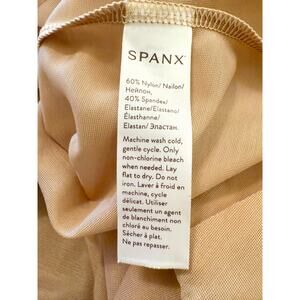 SPANX
60% Nylon/ Nailon/
Нейлон,
40% Spandex/
Elastane/Elastano/
Élasthanne/
Elastan/ Эластан.
Machine wash cold,
gentle cycle. Only
non-chlorine bleach
when needed. Lay
flat to dry. Do not
iron. Laver à froid en
machine, cycle
délicat. Utiliser
seulement un agent
de blanchiment non
chloré au besoin.
Sécher à plat.
Ne pas repasser.